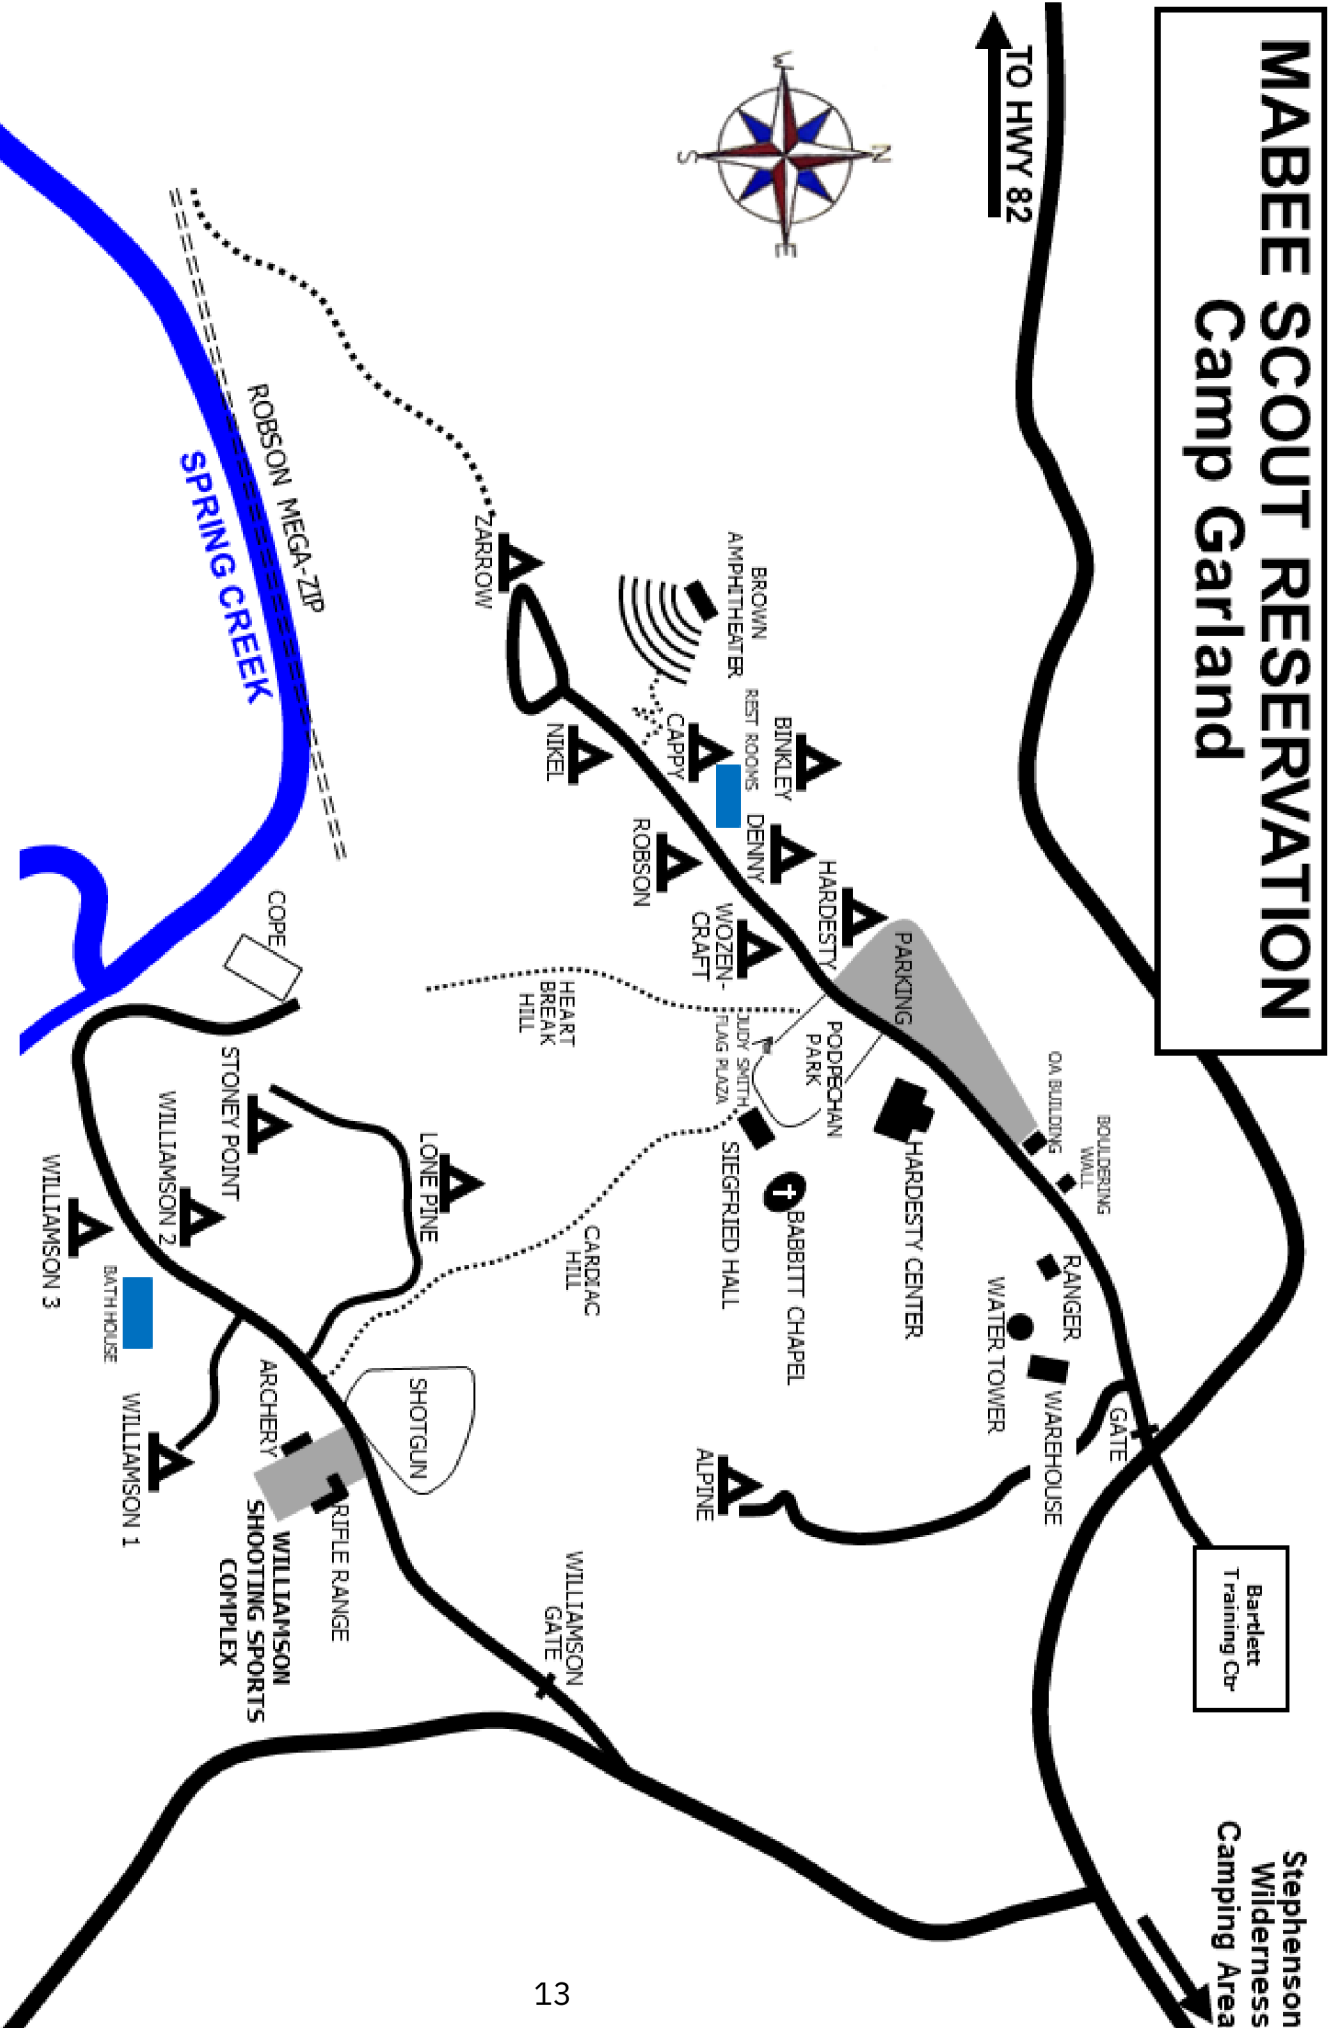 MABEE SCOUT RESERVATION
Camp Garland
TO HWY 82
W
N
S
E
Stephenson
Wilderness
Camping Area
Bartlett
Training Ctr
BOULDERING
WALL
OA BUILDING
RANGER
GATE
WATER TOWER
WAREHOUSE
PARKING
HARDESTY CENTER
HARDESTY
PODPECHAN
PARK
BINKLEY
BROWN
AMPHITHEATER
REST ROOMS
DENNY
JUDY SMITH
FLAG PLAZA
BABBITT CHAPEL
SIEGFRIED HALL
WOZEN-
CRAFT
CAPPY
ROBSON
ALPINE
NIKEL
ZARROW
HEART
BREAK
HILL
CARDIAC
HILL
WILLIAMSON
GATE
LONE PINE
SHOTGUN
ROBSON MEGA-ZIP
SPRING CREEK
COPE
STONEY POINT
ARCHERY
RIFLE RANGE
WILLIAMSON
SHOOTING SPORTS
COMPLEX
WILLIAMSON 2
WILLIAMSON 3
BATH HOUSE
WILLIAMSON 1
13